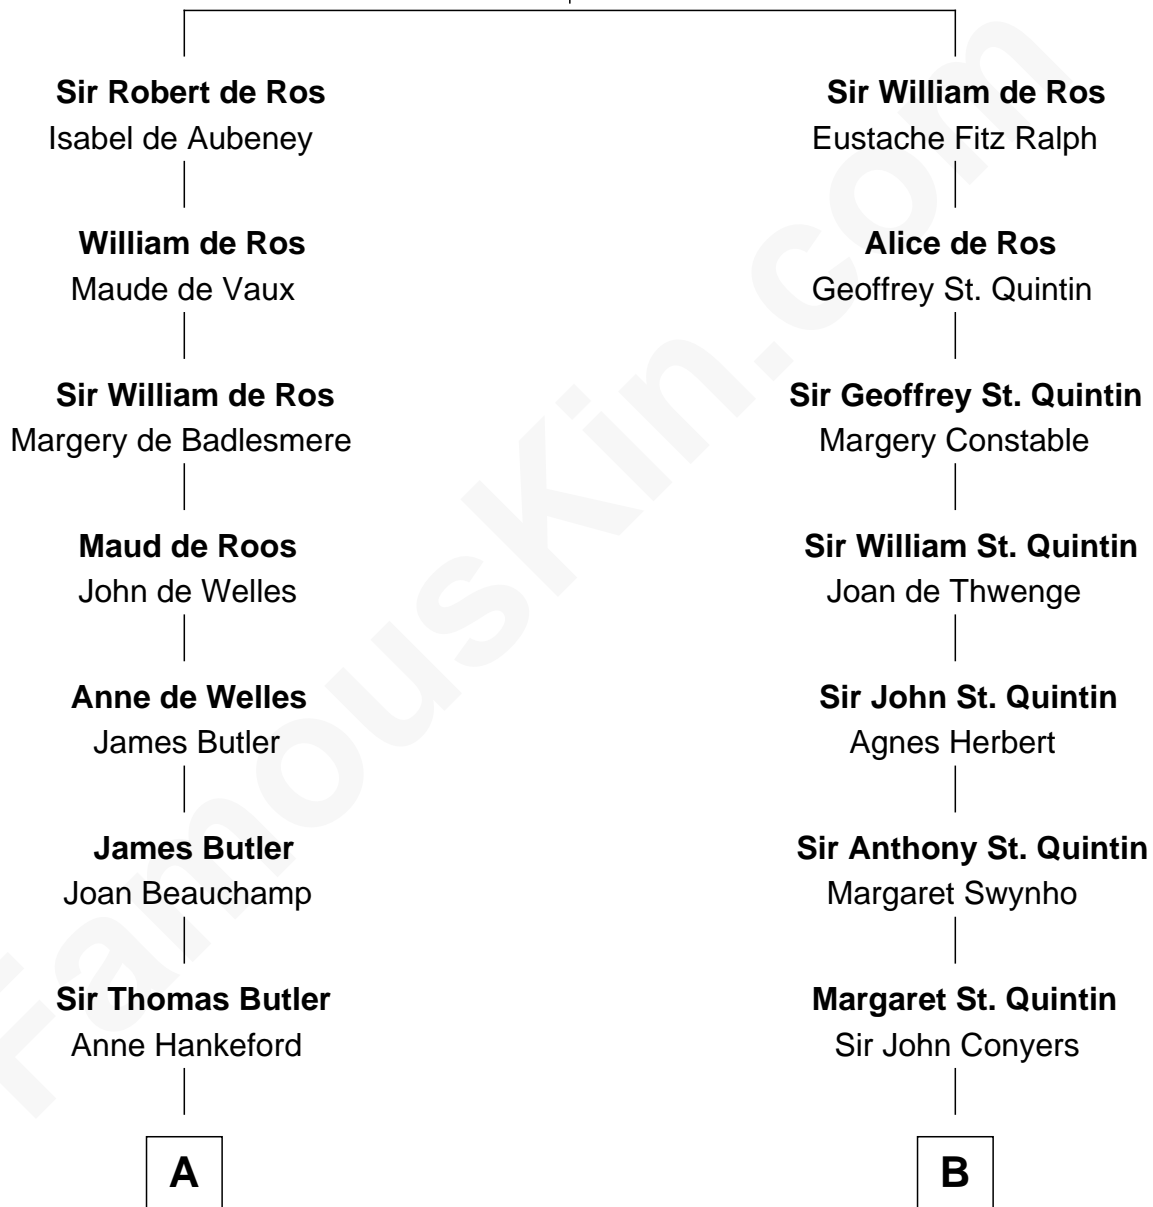 Sir Robert de Ros
Isabel de Aubeney
William de Ros
Maude de Vaux
Sir William de Ros
Margery de Badlesmere
Maud de Roos
John de Welles
Anne de Welles
James Butler
James Butler
Joan Beauchamp
Sir Thomas Butler
Anne Hankeford
A
Sir William de Ros
Eustache Fitz Ralph
Alice de Ros
Geoffrey St. Quintin
Sir Geoffrey St. Quintin
Margery Constable
Sir William St. Quintin
Joan de Thwenge
Sir John St. Quintin
Agnes Herbert
Sir Anthony St. Quintin
Margaret Swynho
Margaret St. Quintin
Sir John Conyers
B
FamousKin.com